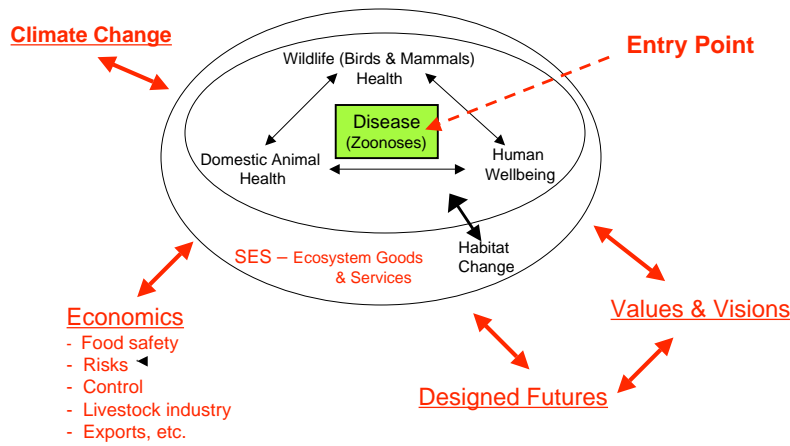 Climate Change
Entry Point
Wildlife (Birds & Mammals)
Health
Disease
(Zoonoses)
Domestic Animal
Health
Human
Wellbeing
SES – Ecosystem Goods
& Services
Habitat
Change
Economics
- Food safety
- Risks
- Control
- Livestock industry
- Exports, etc.
Values & Visions
Designed Futures